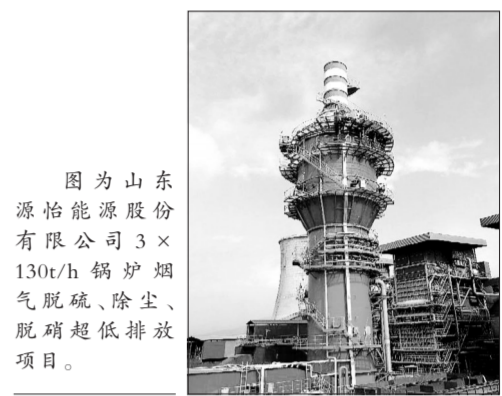 图为山东
源怡能源股份
有限公司3×
130t/h锅炉烟
气脱硫、除尘、
脱硝超低排放
项目。